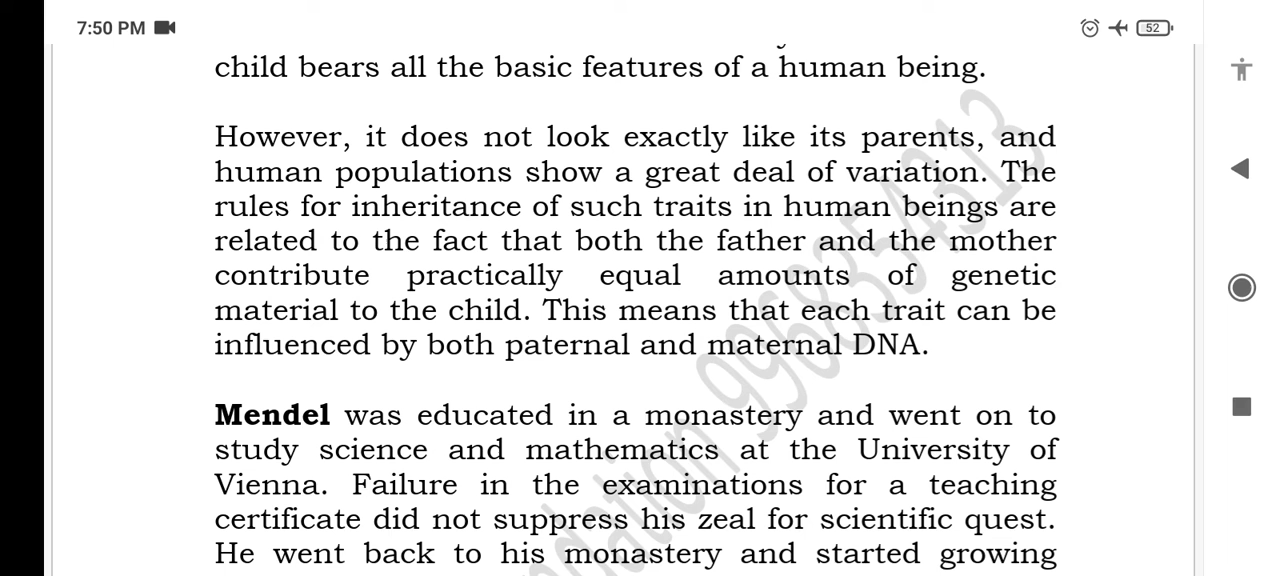 7:50 PM
52
child bears all the basic features of a human being.
However, it does not look exactly like its parents, and
human populations show a great deal of variation. The
rules for inheritance of such traits in human beings are
related to the fact that both the father and the mother
contribute practically equal amounts of genetic
material to the child. This means that each trait can be
influenced by both paternal and maternal DNA.
Mendel was educated in a monastery and went on to
study science and mathematics at the University of
Vienna. Failure in the examinations for a teaching
certificate did not suppress his zeal for scientific quest.
He went back to his monastery and started growing